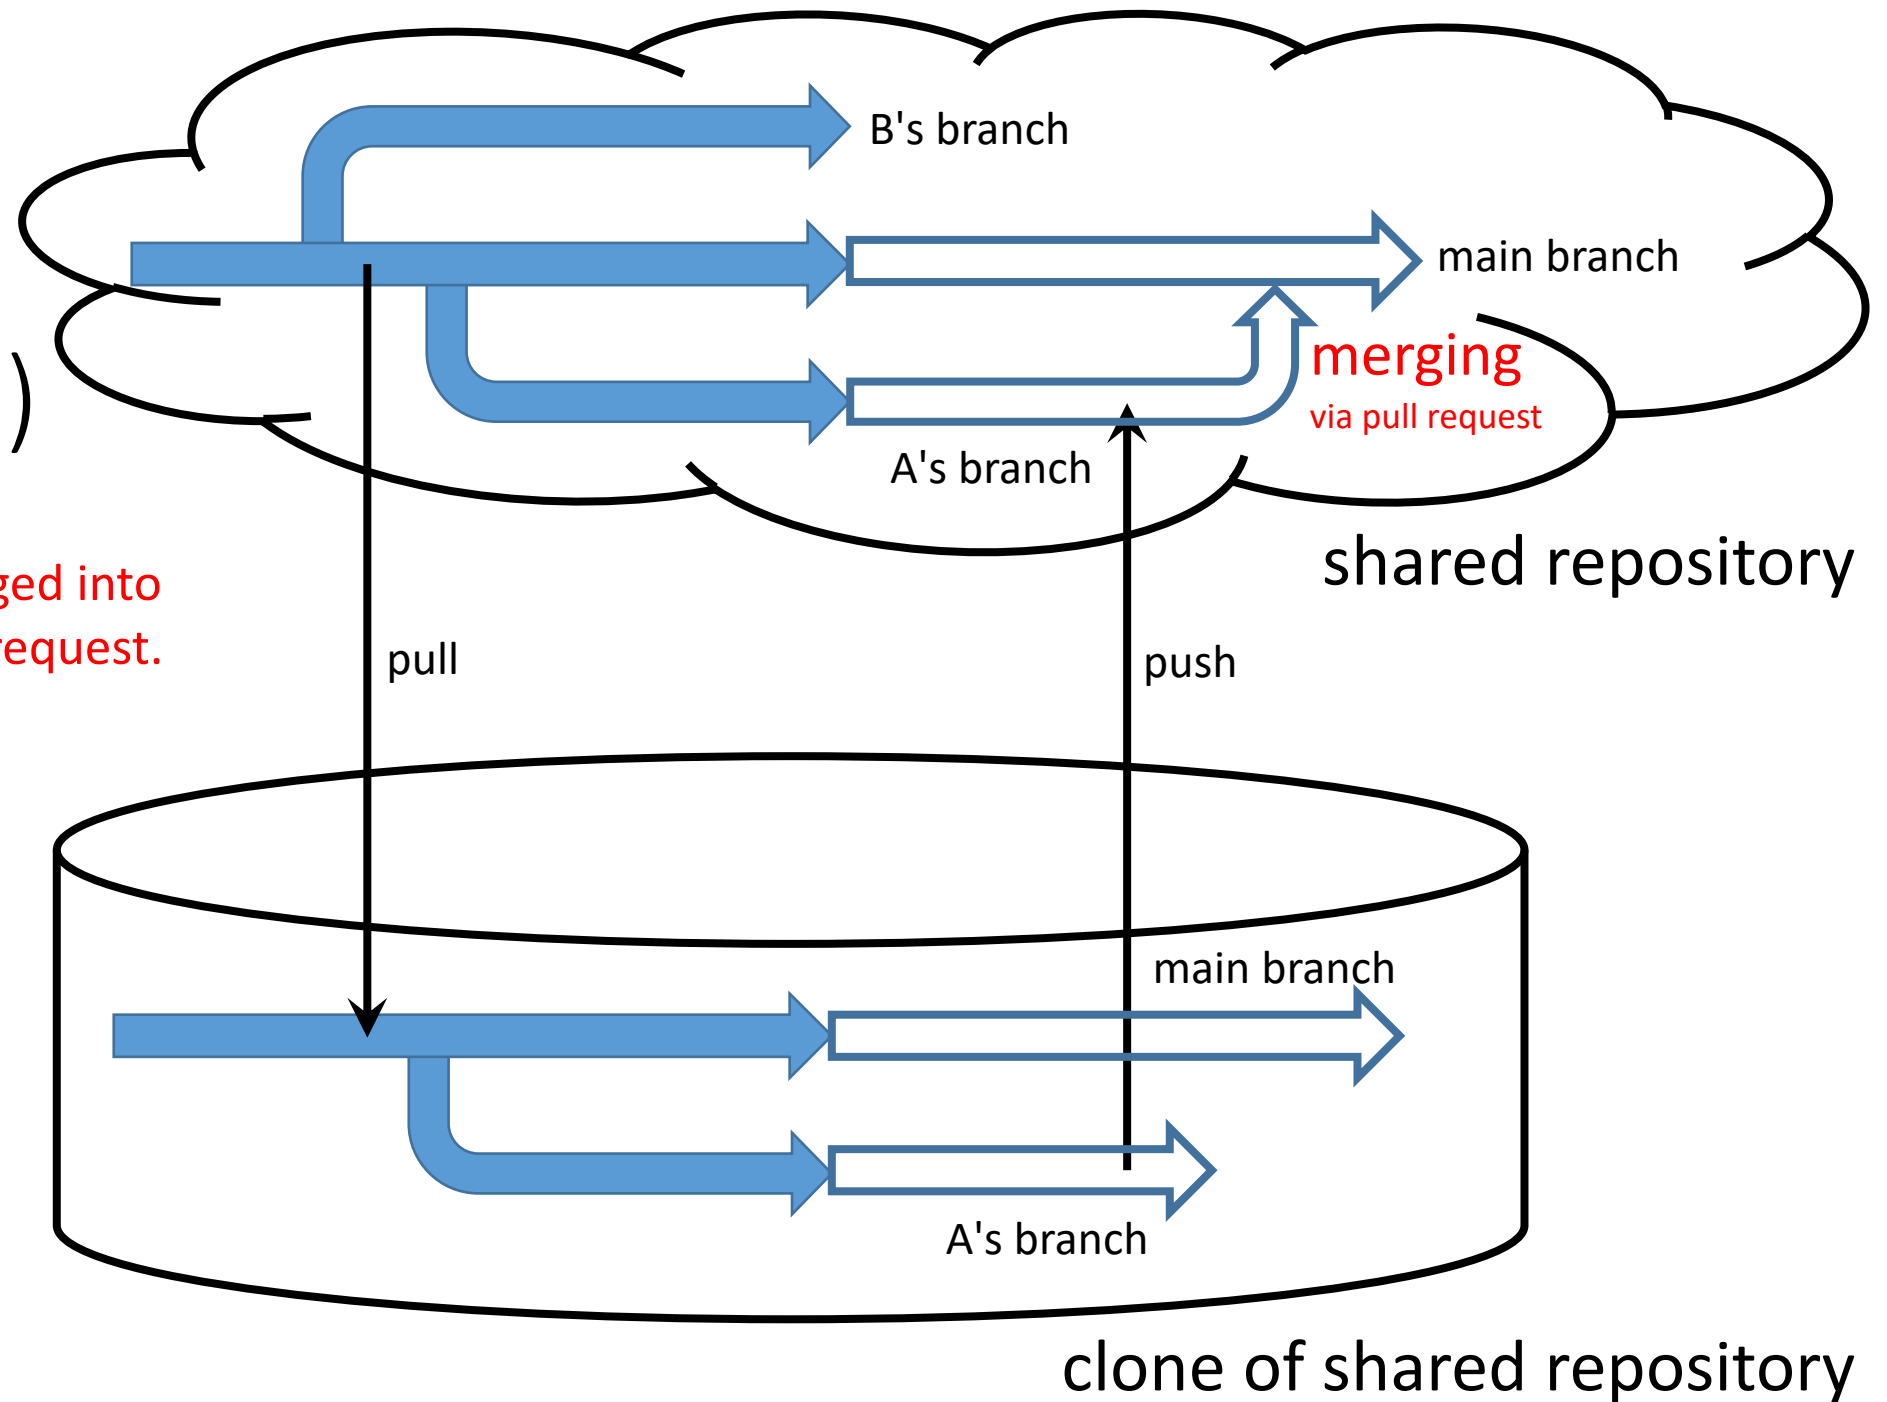 B's branch
main branch
merging
via pull request
)
A's branch
shared repository
ged into
request.
pull
push
main branch
A's branch
clone of shared repository